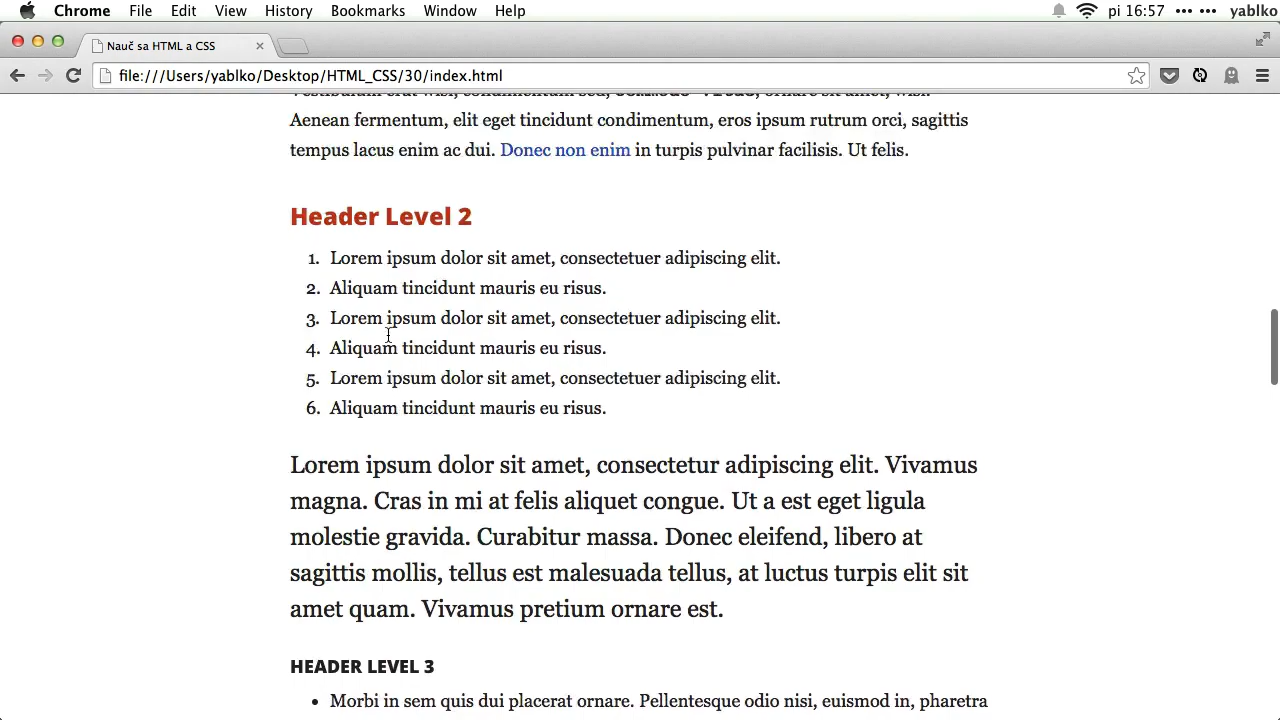 Chrome File Edit View History Bookmarks Window Help pi 16:57 yablko
Nauč sa HTML a CSS
file:///Users/yablko/Desktop/HTML_CSS/30/index.html
Aenean fermentum, elit eget tincidunt condimentum, eros ipsum rutrum orci, sagittis
tempus lacus enim ac dui. Donec non enim in turpis pulvinar facilisis. Ut felis.
Header Level 2
1. Lorem ipsum dolor sit amet, consectetuer adipiscing elit.
2. Aliquam tincidunt mauris eu risus.
3. Lorem ipsum dolor sit amet, consectetuer adipiscing elit.
4. Aliquam tincidunt mauris eu risus.
5. Lorem ipsum dolor sit amet, consectetuer adipiscing elit.
6. Aliquam tincidunt mauris eu risus.
Lorem ipsum dolor sit amet, consectetur adipiscing elit. Vivamus
magna. Cras in mi at felis aliquet congue. Ut a est eget ligula
molestie gravida. Curabitur massa. Donec eleifend, libero at
sagittis mollis, tellus est malesuada tellus, at luctus turpis elit sit
amet quam. Vivamus pretium ornare est.
HEADER LEVEL 3
• Morbi in sem quis dui placerat ornare. Pellentesque odio nisi, euismod in, pharetra